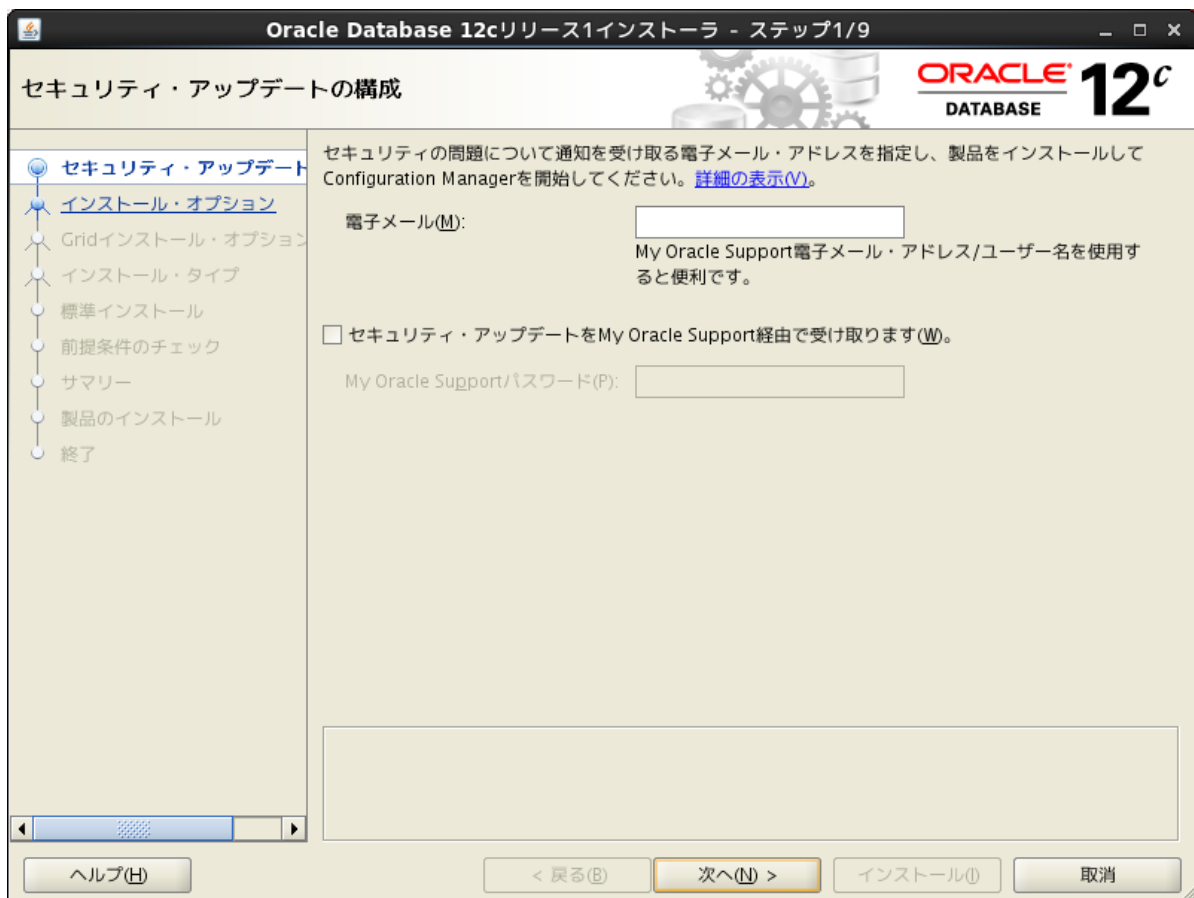 Oracle Database 12cリリース1インストーラ - ステップ1/9
セキュリティ・アップデートの構成
ORACLE
DATABASE
12c
セキュリティ・アップデート
インストール・オプション
Gridインストール・オプション
インストール・タイプ
標準インストール
前提条件のチェック
サマリー
製品のインストール
終了
セキュリティの問題について通知を受け取る電子メール・アドレスを指定し、製品をインストールして
Configuration Managerを開始してください。詳細の表示(V)。
電子メール(M):
My Oracle Support電子メール・アドレス/ユーザー名を使用す
ると便利です。
セキュリティ・アップデートをMy Oracle Support経由で受け取ります(W)。
My Oracle Supportパスワード(P):
ヘルプ(H)
< 戻る(B)
次へ(N) >
インストール(I)
取消